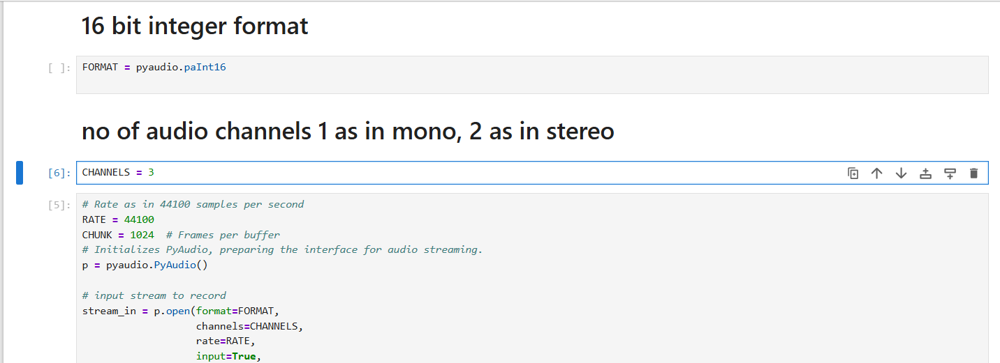 16 bit integer format
[ ]: FORMAT = pyaudio.paInt16
no of audio channels 1 as in mono, 2 as in stereo
[6]: CHANNELS = 3
[5]: # Rate as in 44100 samples per second
RATE = 44100
CHUNK = 1024  # Frames per buffer
# Initializes PyAudio, preparing the interface for audio streaming.
p = pyaudio.PyAudio()
# input stream to record
stream_in = p.open(format=FORMAT,
channels=CHANNELS,
rate=RATE,
input=True,